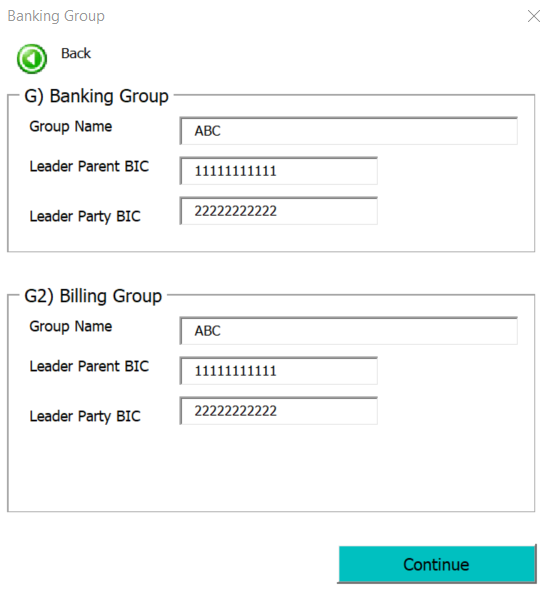 Banking Group
Back
G) Banking Group
Group Name ABC
Leader Parent BIC 11111111111
Leader Party BIC 22222222222
G2) Billing Group
Group Name ABC
Leader Parent BIC 11111111111
Leader Party BIC 22222222222
Continue